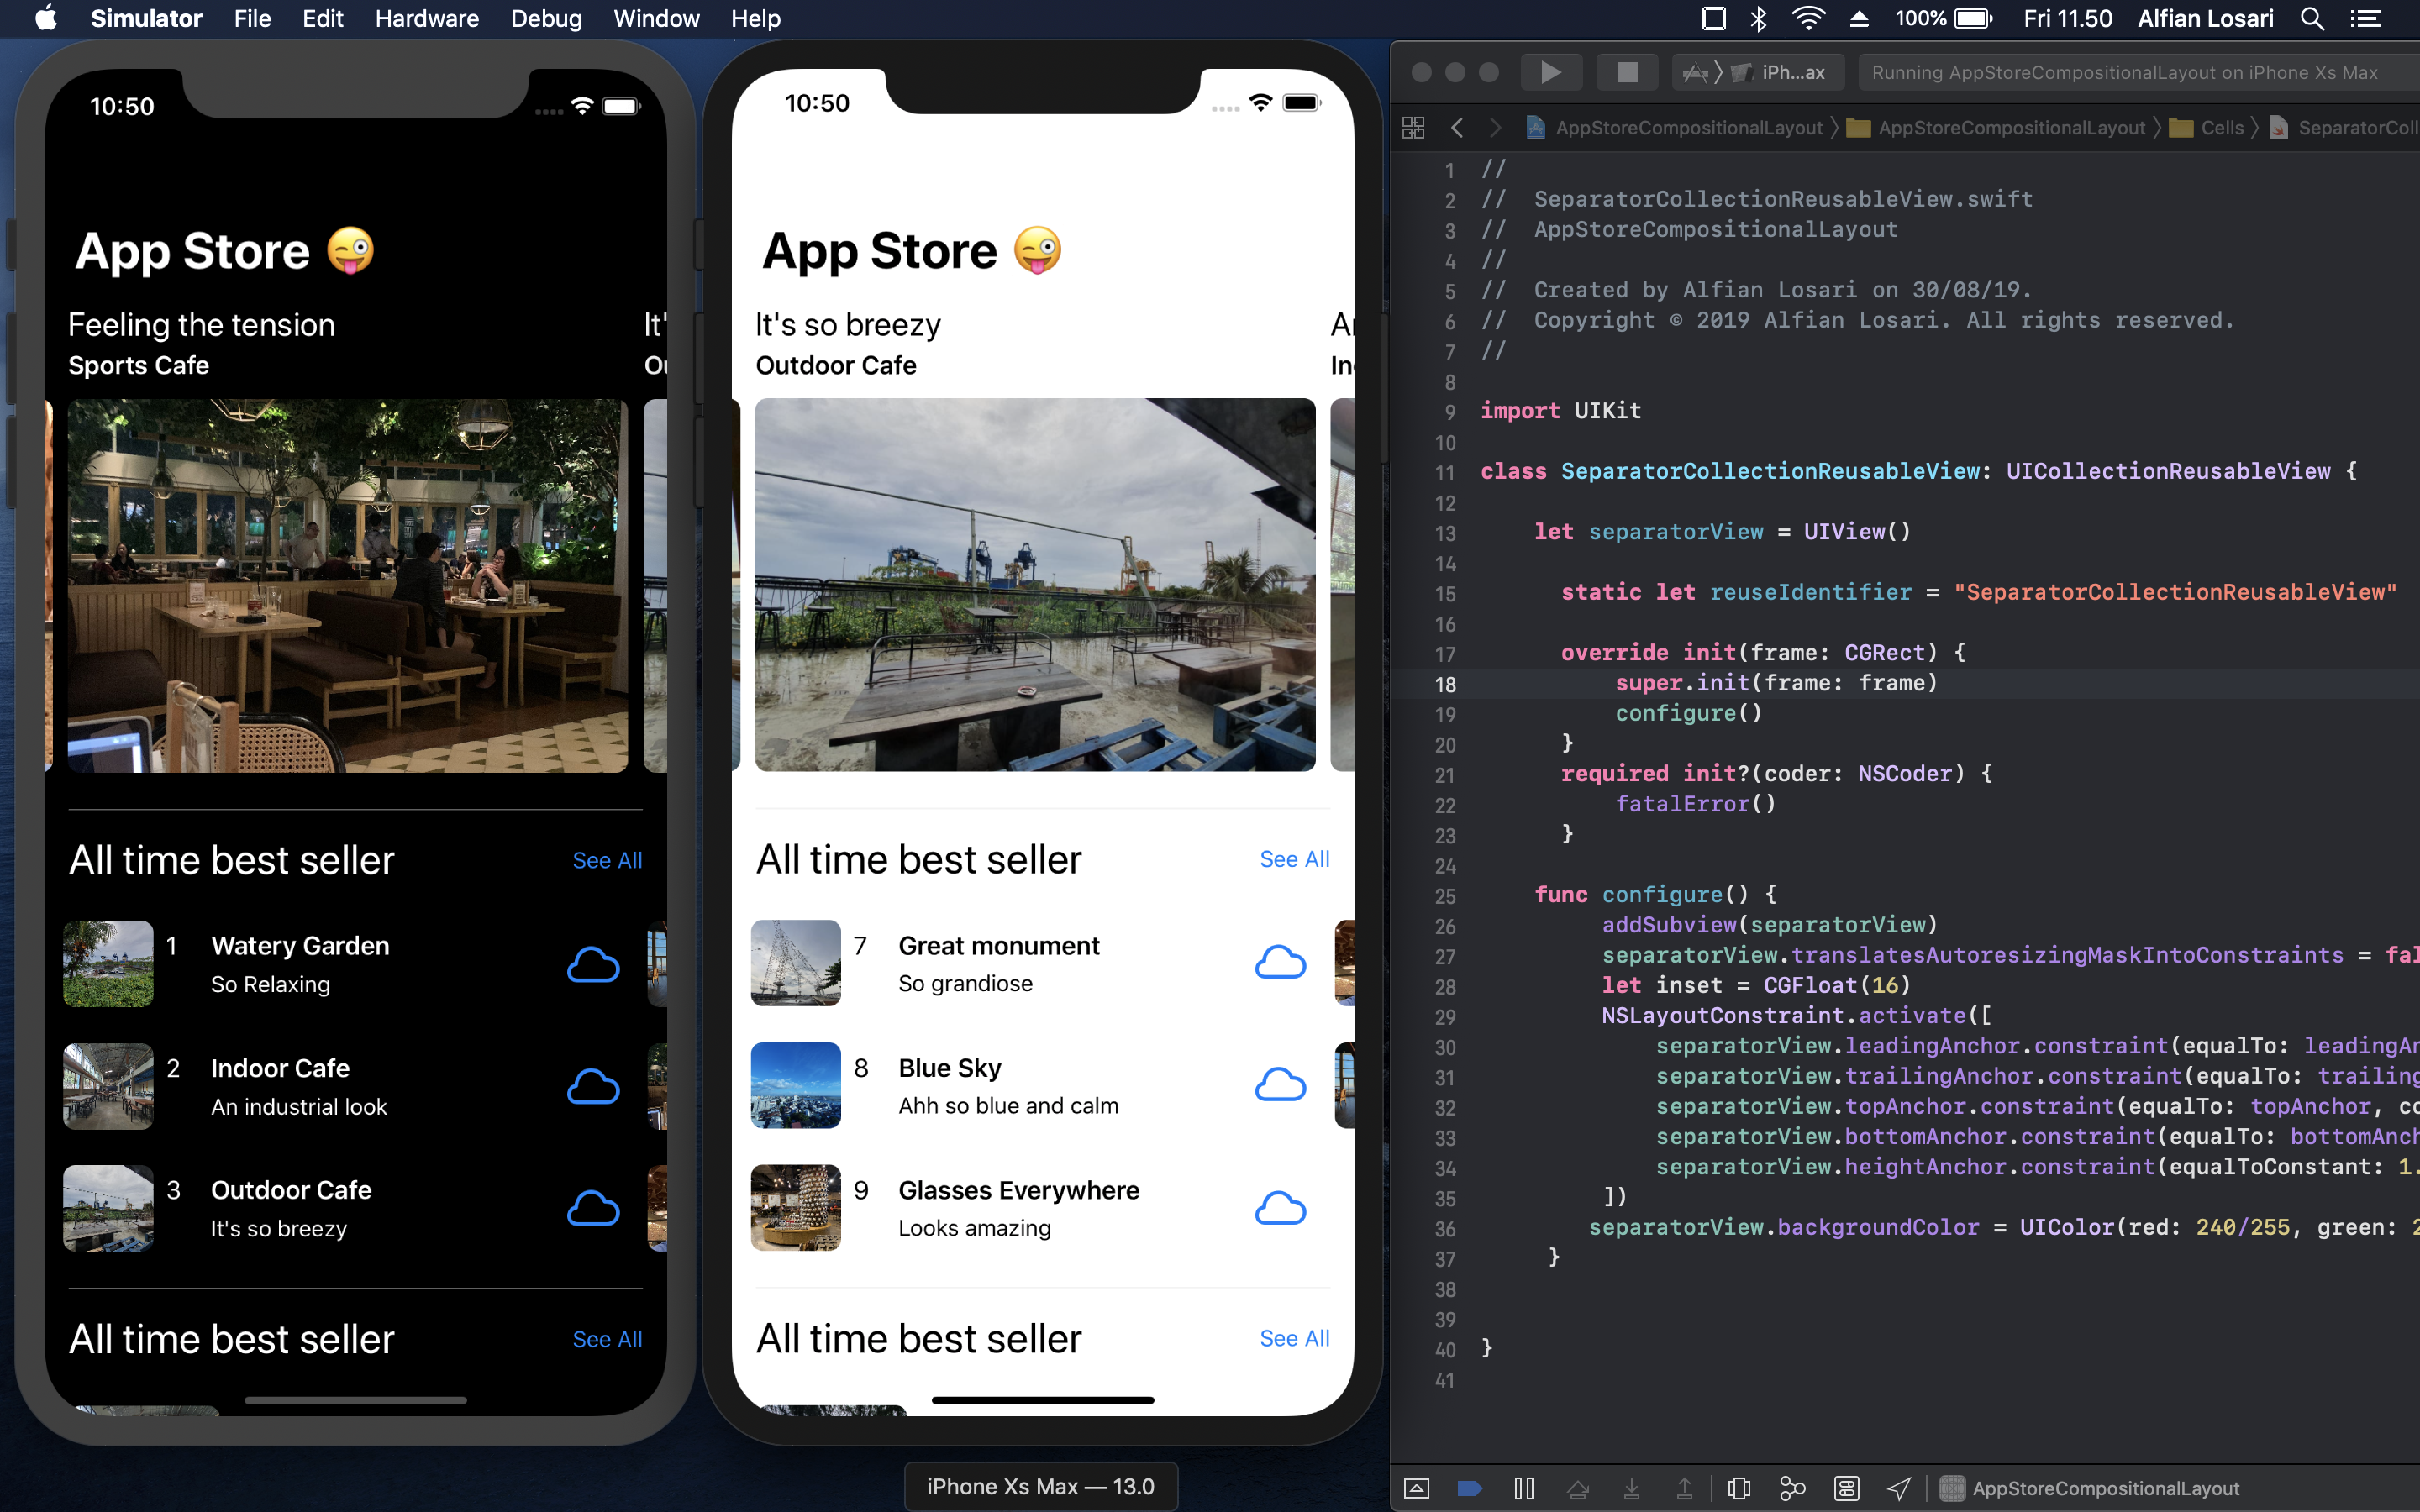 Simulator File Edit Hardware Debug Window Help
100% Fri 11.50 Alfian Losari
10:50
App Store 😜
Feeling the tension
Sports Cafe
It'
All time best seller
See All
1 Watery Garden
So Relaxing
2 Indoor Cafe
An industrial look
3 Outdoor Cafe
It's so breezy
All time best seller
See All
10:50
App Store 😜
It's so breezy
Outdoor Cafe
All time best seller
See All
7 Great monument
So grandiose
8 Blue Sky
Ahh so blue and calm
9 Glasses Everywhere
Looks amazing
All time best seller
See All
iPhone Xs Max — 13.0
iPh...ax
Running AppStoreCompositionalLayout on iPhone Xs Max
AppStoreCompositionalLayout 〉 AppStoreCompositionalLayout 〉 Cells 〉 SeparatorColl
1 //
2 //  SeparatorCollectionReusableView.swift
3 //  AppStoreCompositionalLayout
4 //
5 //  Created by Alfian Losari on 30/08/19.
6 //  Copyright © 2019 Alfian Losari. All rights reserved.
7 //
8
9 import UIKit
10
11 class SeparatorCollectionReusableView: UICollectionReusableView {
12
13     let separatorView = UIView()
14
15       static let reuseIdentifier = "SeparatorCollectionReusableView"
16
17       override init(frame: CGRect) {
18           super.init(frame: frame)
19           configure()
20       }
21       required init?(coder: NSCoder) {
22           fatalError()
23       }
24
25     func configure() {
26          addSubview(separatorView)
27          separatorView.translatesAutoresizingMaskIntoConstraints = fal
28          let inset = CGFloat(16)
29          NSLayoutConstraint.activate([
30              separatorView.leadingAnchor.constraint(equalTo: leadingAn
31              separatorView.trailingAnchor.constraint(equalTo: trailing
32              separatorView.topAnchor.constraint(equalTo: topAnchor, co
33              separatorView.bottomAnchor.constraint(equalTo: bottomAnch
34              separatorView.heightAnchor.constraint(equalToConstant: 1.
35          ])
36         separatorView.backgroundColor = UIColor(red: 240/255, green: 2
37      }
38
39
40 }
41
AppStoreCompositionalLayout